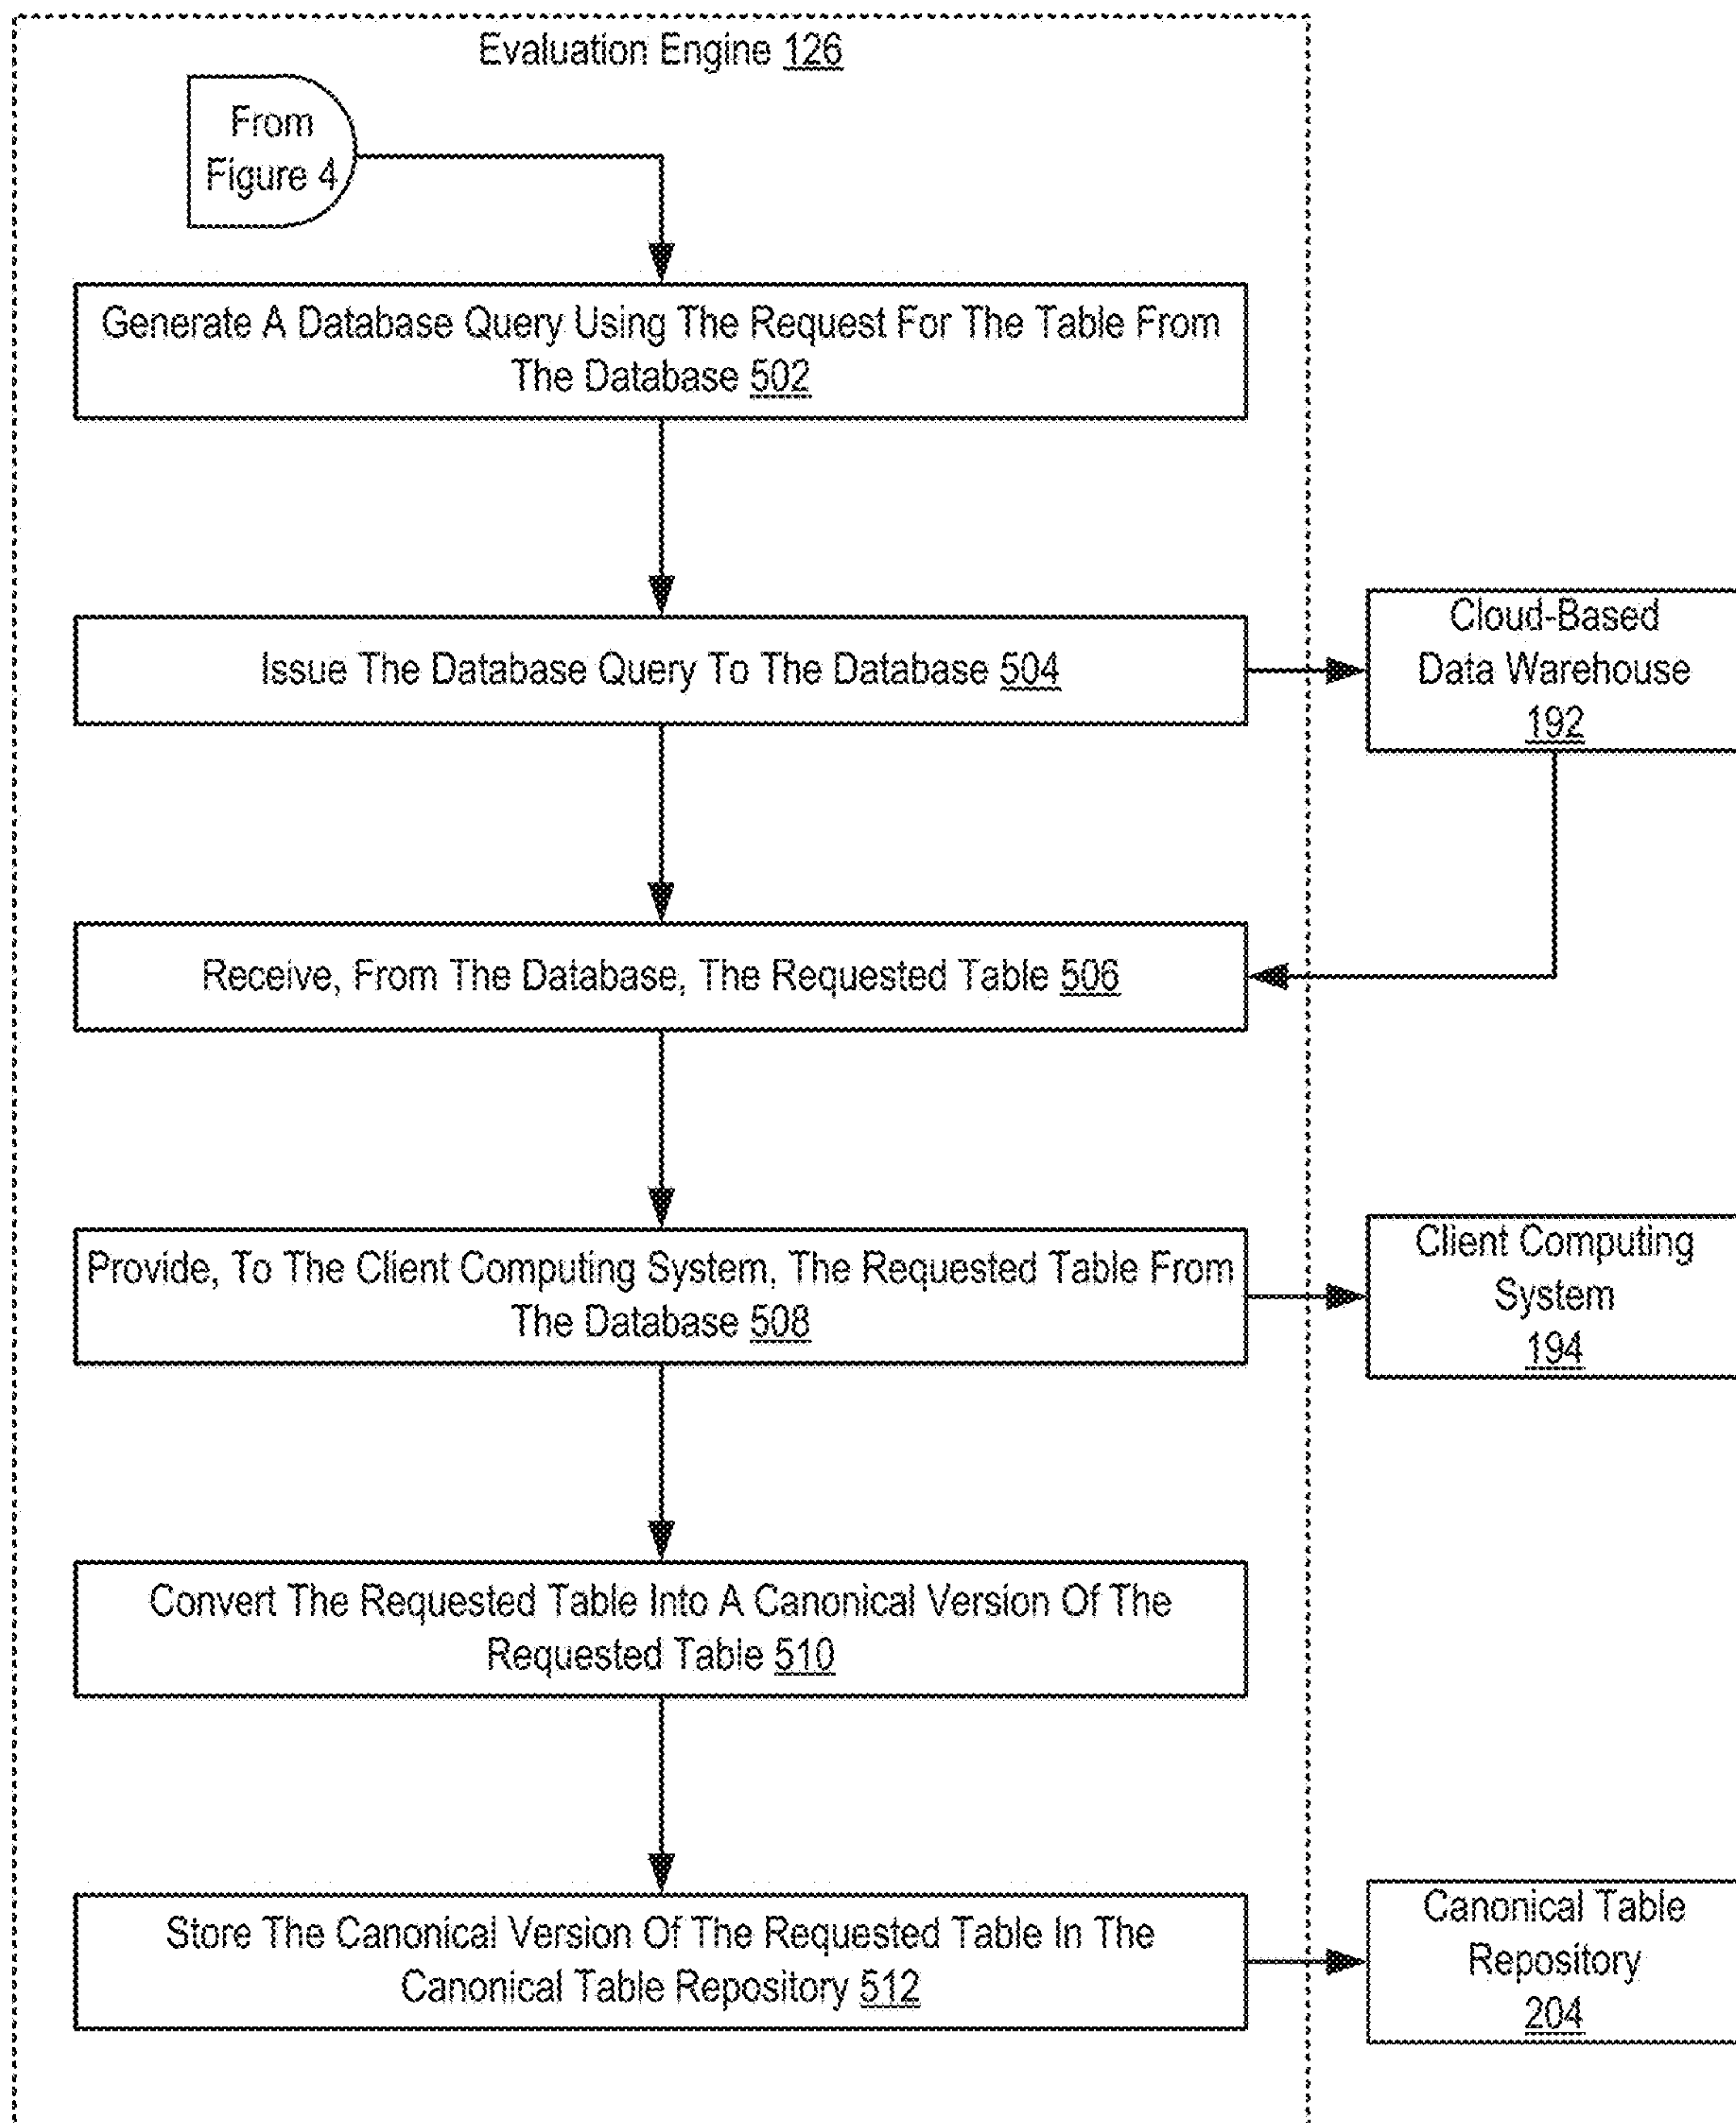 Evaluation Engine 126
From
Figure 4
Generate A Database Query Using The Request For The Table From
The Database 502
Issue The Database Query To The Database 504
Cloud-Based
Data Warehouse
192
Receive, From The Database, The Requested Table 506
Provide, To The Client Computing System, The Requested Table From
The Database 508
Client Computing
System
194
Convert The Requested Table Into A Canonical Version Of The
Requested Table 510
Store The Canonical Version Of The Requested Table In The
Canonical Table Repository 512
Canonical Table
Repository
204